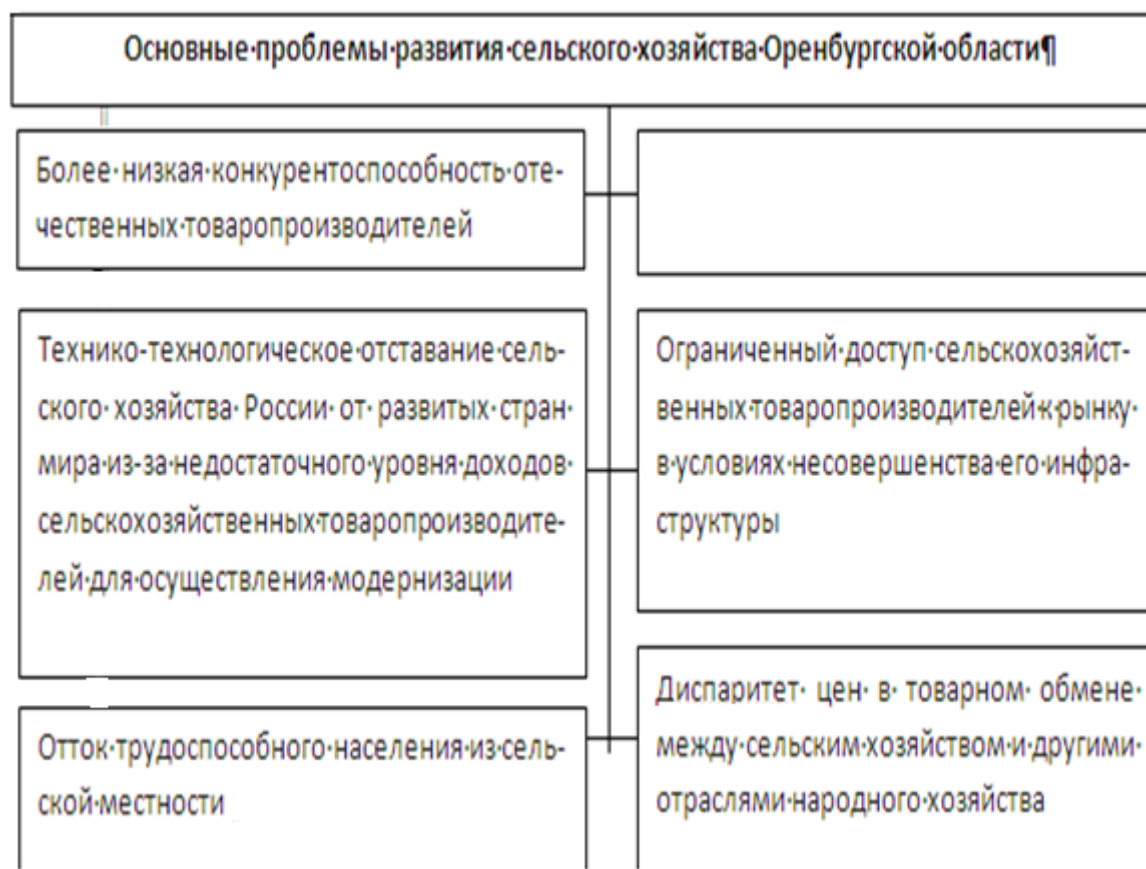 Основные·проблемы·развития·сельского·хозяйства·Оренбургской·области¶
Более·низкая·конкурентоспособность·оте-
чественных·товаропроизводителей
Технико-технологическое·отставание·сель-
ского·хозяйства·России·от·развитых·стран·
мира·из-за·недостаточного·уровня·доходов·
сельскохозяйственных·товаропроизводите-
лей·для·осуществления·модернизации
Ограниченный·доступ·сельскохозяйст-
венных·товаропроизводителей·к·рынку·
в·условиях·несовершенства·его·инфра-
структуры
Отток·трудоспособного·населения·из·сель-
ской·местности
Диспаритет·цен·в·товарном·обмене·
между·сельским·хозяйством·и·другими·
отраслями·народного·хозяйства